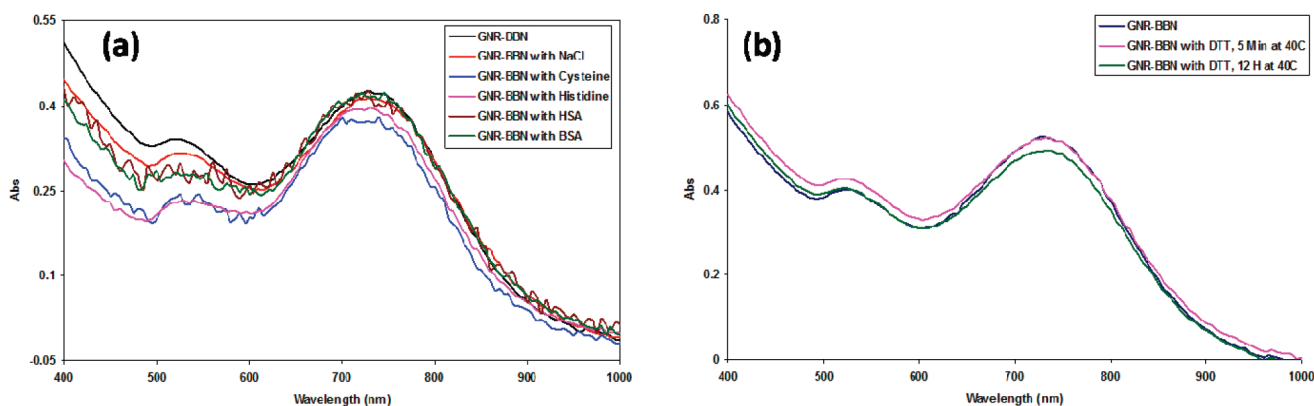 (a)
0.55
0.4
0.25
0.1
-0.05
Abs
400 500 600 700 800 900 1000
Wavelength (nm)
GNR-BBN
GNR-BBN with NaCl
GNR-BBN with Cysteine
GNR-BBN with Histidine
GNR-BBN with HSA
GNR-BBN with BSA
(b)
0.8
0.6
0.4
0.2
0
Abs
400 500 600 700 800 900 1000
Wavelength (nm)
GNR-BBN
GNR-BBN with DTT, 5 Min at 40C
GNR-BBN with DTT, 12 H at 40C